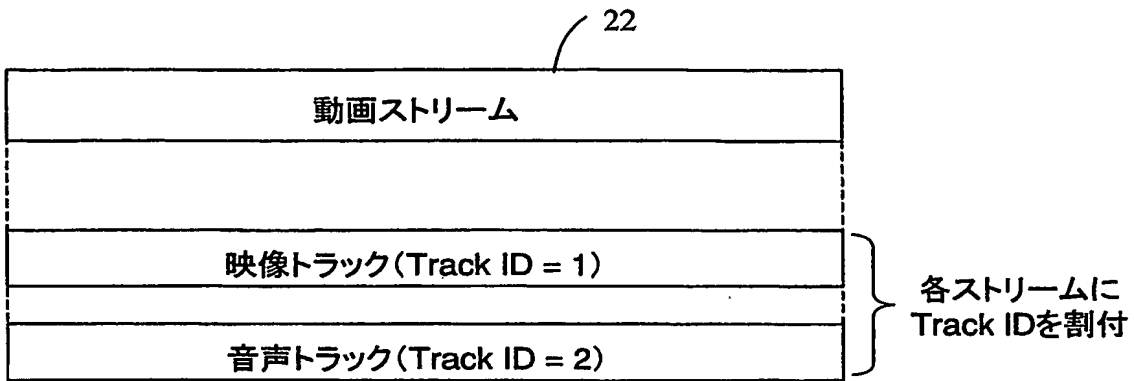 22
動画ストリーム
映像トラック(Track ID = 1)
音声トラック(Track ID = 2)
各ストリームに
Track IDを割付